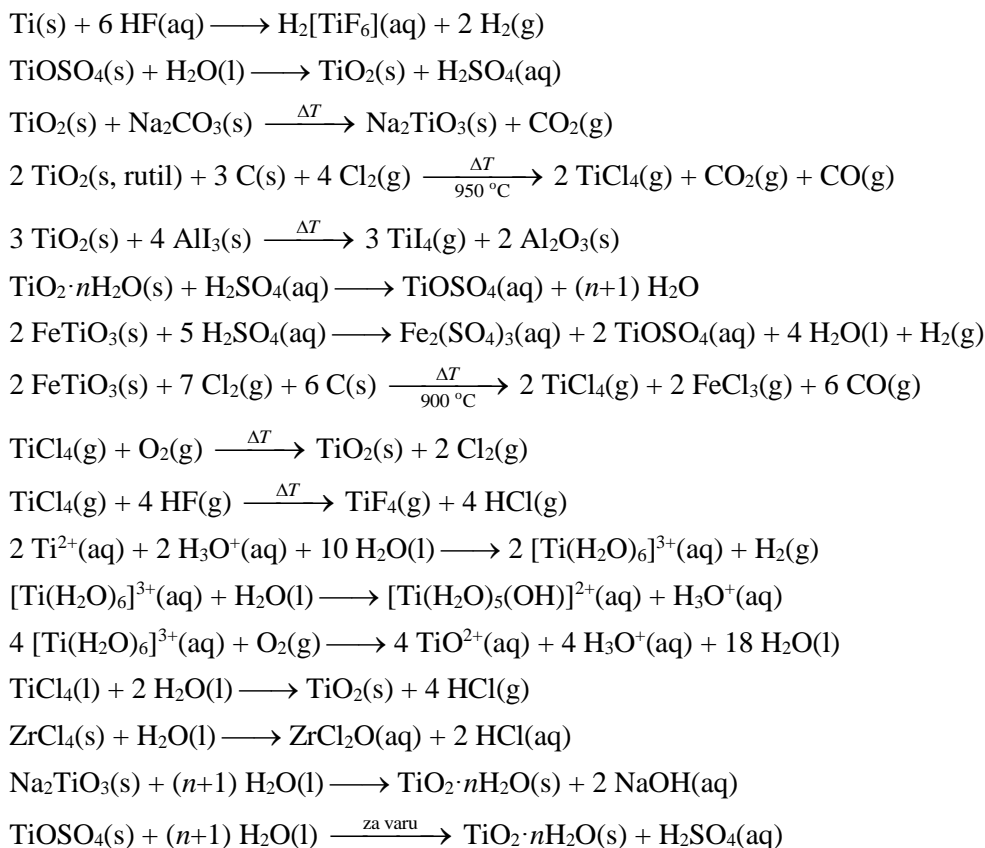 Ti(s) + 6 HF(aq) ⟶ H₂[TiF₆](aq) + 2 H₂(g)
TiOSO₄(s) + H₂O(l) ⟶ TiO₂(s) + H₂SO₄(aq)
TiO₂(s) + Na₂CO₃(s) —ΔT→ Na₂TiO₃(s) + CO₂(g)
2 TiO₂(s, rutil) + 3 C(s) + 4 Cl₂(g) —ΔT, 950 °C→ 2 TiCl₄(g) + CO₂(g) + CO(g)
3 TiO₂(s) + 4 AlI₃(s) —ΔT→ 3 TiI₄(g) + 2 Al₂O₃(s)
TiO₂·nH₂O(s) + H₂SO₄(aq) ⟶ TiOSO₄(aq) + (n+1) H₂O
2 FeTiO₃(s) + 5 H₂SO₄(aq) ⟶ Fe₂(SO₄)₃(aq) + 2 TiOSO₄(aq) + 4 H₂O(l) + H₂(g)
2 FeTiO₃(s) + 7 Cl₂(g) + 6 C(s) —ΔT, 900 °C→ 2 TiCl₄(g) + 2 FeCl₃(g) + 6 CO(g)
TiCl₄(g) + O₂(g) —ΔT→ TiO₂(s) + 2 Cl₂(g)
TiCl₄(g) + 4 HF(g) —ΔT→ TiF₄(g) + 4 HCl(g)
2 Ti²⁺(aq) + 2 H₃O⁺(aq) + 10 H₂O(l) ⟶ 2 [Ti(H₂O)₆]³⁺(aq) + H₂(g)
[Ti(H₂O)₆]³⁺(aq) + H₂O(l) ⟶ [Ti(H₂O)₅(OH)]²⁺(aq) + H₃O⁺(aq)
4 [Ti(H₂O)₆]³⁺(aq) + O₂(g) ⟶ 4 TiO²⁺(aq) + 4 H₃O⁺(aq) + 18 H₂O(l)
TiCl₄(l) + 2 H₂O(l) ⟶ TiO₂(s) + 4 HCl(g)
ZrCl₄(s) + H₂O(l) ⟶ ZrCl₂O(aq) + 2 HCl(aq)
Na₂TiO₃(s) + (n+1) H₂O(l) ⟶ TiO₂·nH₂O(s) + 2 NaOH(aq)
TiOSO₄(s) + (n+1) H₂O(l) —za varu→ TiO₂·nH₂O(s) + H₂SO₄(aq)